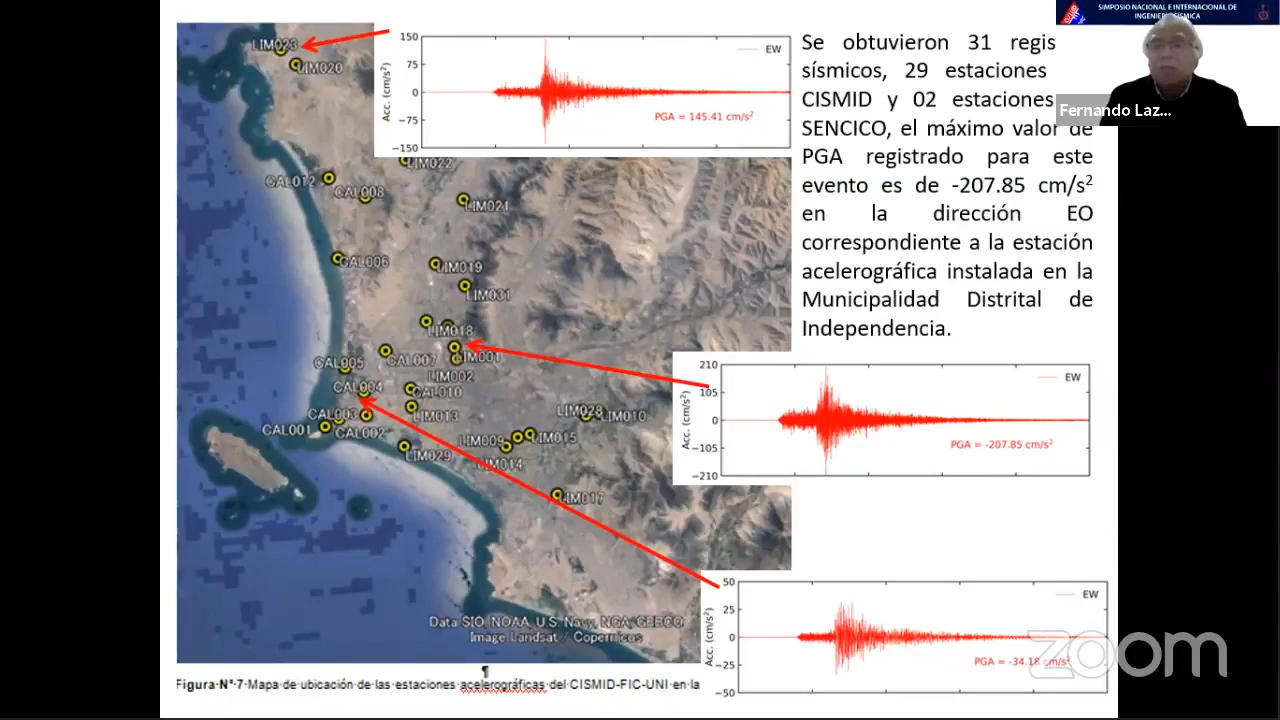 SIMPOSIO NACIONAL E INTERNACIONAL DE
INGENIERÍA SÍSMICA
Fernando Laz...
Se obtuvieron 31 regis
sísmicos, 29 estaciones
CISMID y 02 estaciones
SENCICO, el máximo valor de
PGA registrado para este
evento es de -207.85 cm/s²
en la dirección EO
correspondiente a la estación
acelerográfica instalada en la
Municipalidad Distrital de
Independencia.
150
75
0
−75
−150
Acc. (cm/s²)
EW
PGA = 145.41 cm/s²
LIM023
LIM020
LIM022
CAL012
CAL008
LIM021
CAL006
LIM019
LIM031
LIM018
CAL007
LIM001
CAL005
LIM002
CAL004
CAL010
CAL003
LIM013
LIM028
LIM010
CAL001
CAL002
LIM009
LIM015
LIM029
LIM014
LIM017
210
105
0
−105
−210
Acc. (cm/s²)
EW
PGA = -207.85 cm/s²
50
25
0
−25
−50
Acc. (cm/s²)
EW
PGA = -34.18 cm/s²
Data SIO, NOAA, U.S. Navy, NGA, GEBCO
Image Landsat / Copernicus
¶
Figura·N°·7·Mapa·de·ubicación·de·las·estaciones·acelerográficas·del·CISMID-FIC-UNI·en·la
zoom